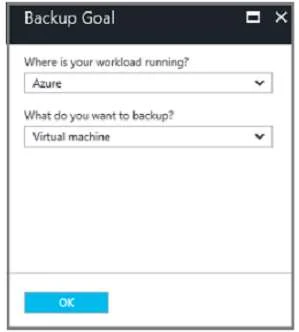 Backup Goal
Where is your workload running?
Azure
What do you want to backup?
Virtual machine
OK